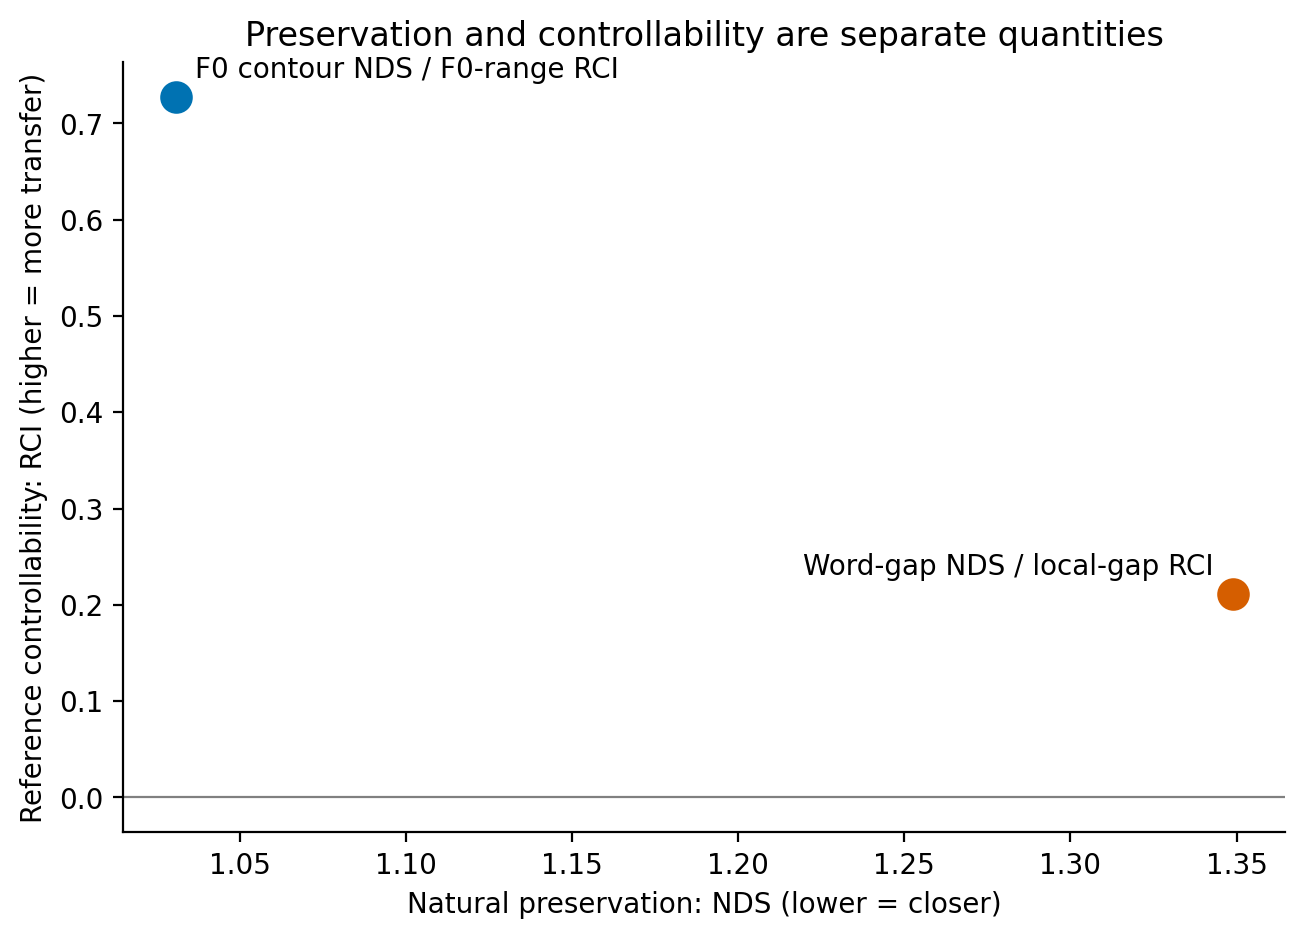 Preservation and controllability are separate quantities
F0 contour NDS / F0-range RCI
Reference controllability: RCI (higher = more transfer)
0.7
0.6
0.5
0.4
0.3
Word-gap NDS / local-gap RCI
0.2
0.1
0.0
1.05 1.10 1.15 1.20 1.25 1.30 1.35
Natural preservation: NDS (lower = closer)